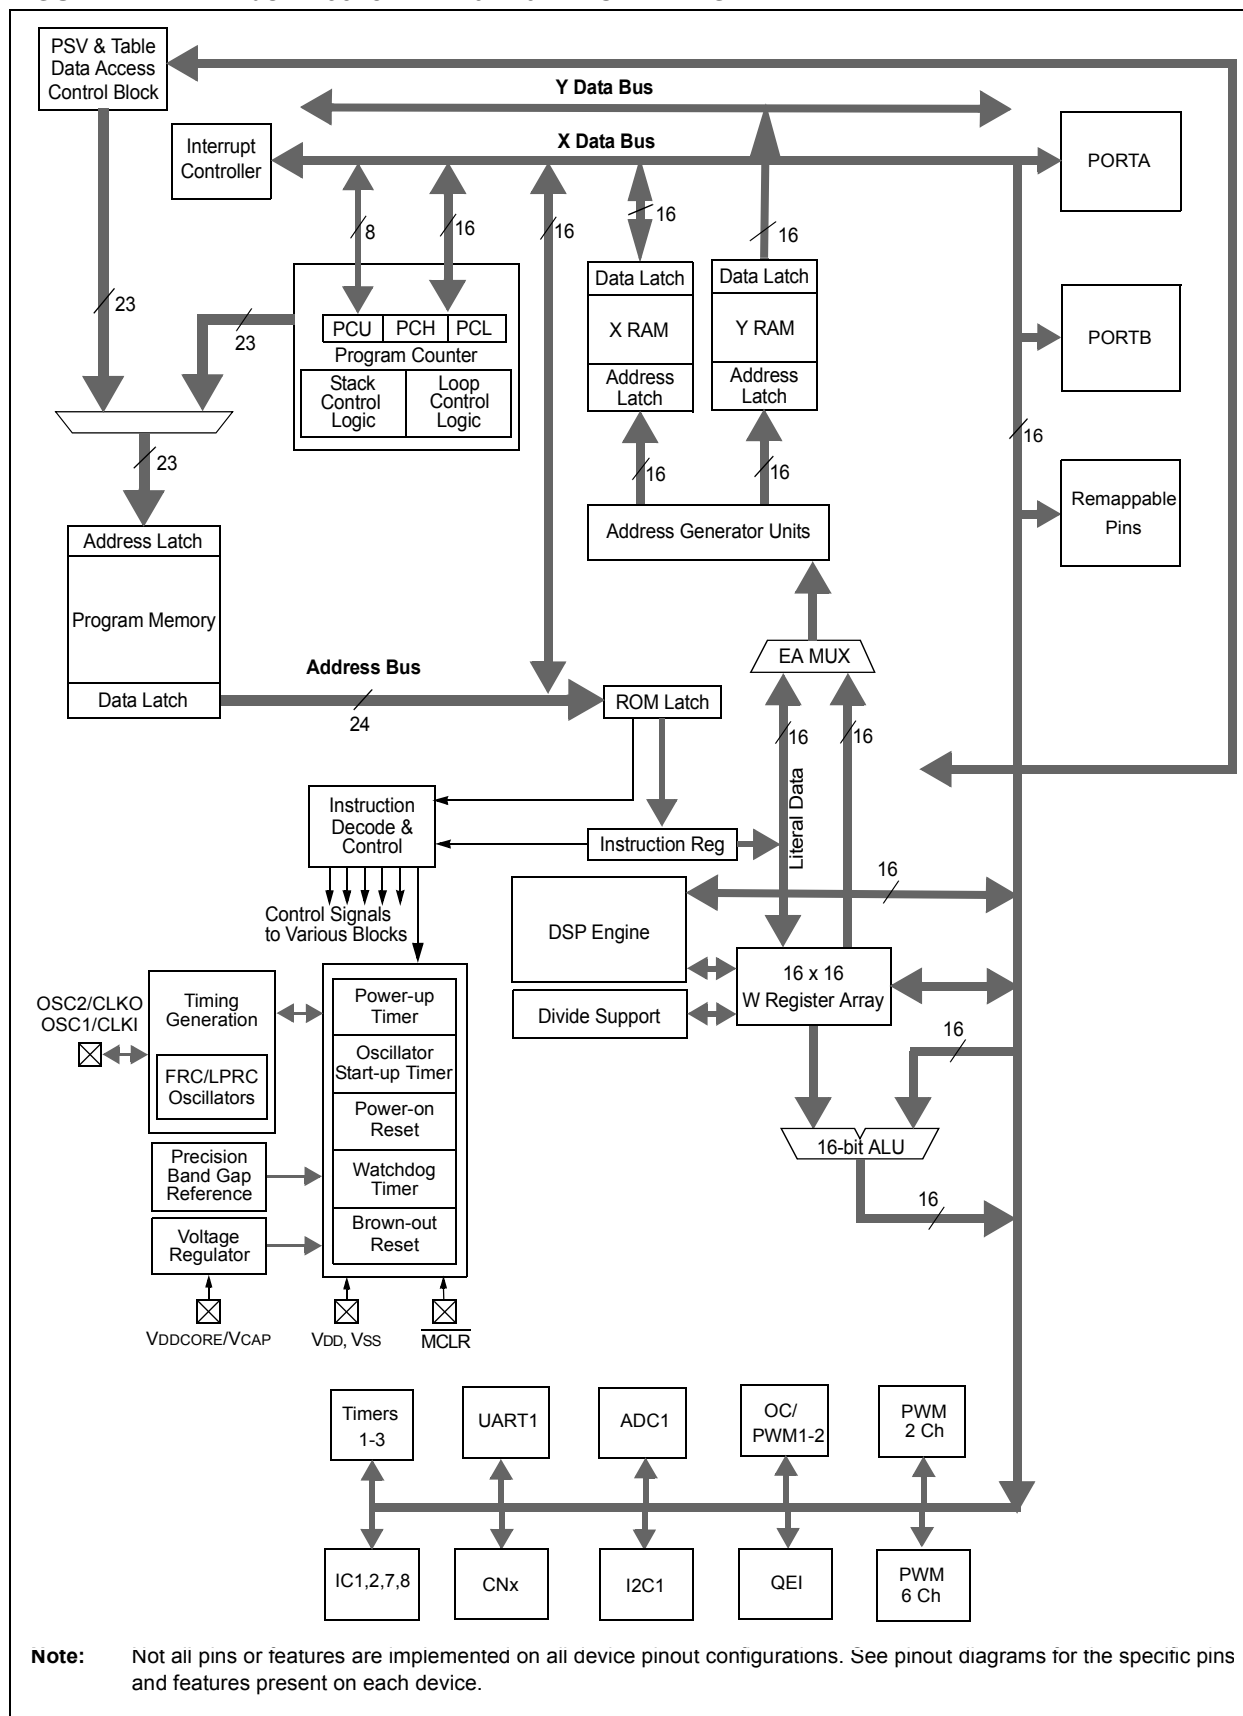 PSV & Table
Data Access
Control Block
Y Data Bus
Interrupt
Controller
X Data Bus
PORTA
8
16
16
16
16
23
23
Data Latch
X RAM
Address
Latch
Data Latch
Y RAM
Address
Latch
PCU PCH PCL
Program Counter
Stack
Control
Logic
Loop
Control
Logic
PORTB
16
23
16
16
Address Latch
Program Memory
Data Latch
Address Generator Units
Remappable
Pins
EA MUX
Address Bus
24
ROM Latch
16
16
Literal Data
Instruction
Decode &
Control
Instruction Reg
Control Signals
to Various Blocks
16
DSP Engine
Divide Support
16 x 16
W Register Array
OSC2/CLKO
OSC1/CLKI
Timing
Generation
FRC/LPRC
Oscillators
Power-up
Timer
Oscillator
Start-up Timer
Power-on
Reset
Watchdog
Timer
Brown-out
Reset
16
16-bit ALU
16
Precision
Band Gap
Reference
Voltage
Regulator
VDDCORE/VCAP
VDD, VSS
MCLR
Timers
1-3
UART1
ADC1
OC/
PWM1-2
PWM
2 Ch
IC1,2,7,8
CNx
I2C1
QEI
PWM
6 Ch
Note: Not all pins or features are implemented on all device pinout configurations. See pinout diagrams for the specific pins
and features present on each device.